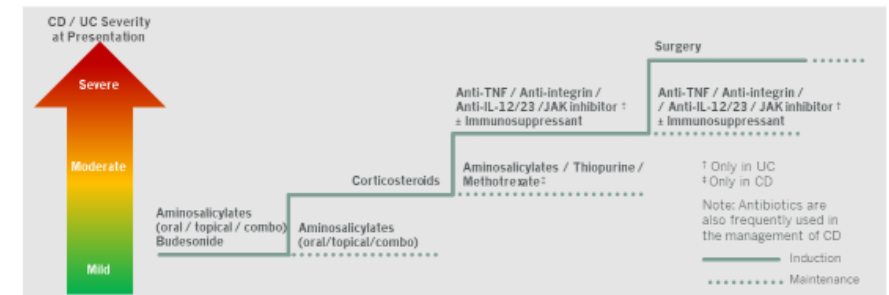 CD / UC Severity
at Presentation
Severe
Moderate
Mild
Aminosalicylates
(oral / topical / combo)
Budesonide
Aminosalicylates
(oral/topical/combo)
Corticosteroids
Aminosalicylates / Thiopurine /
Methotrexate‡
Anti-TNF / Anti-integrin /
Anti-IL-12/23 /JAK inhibitor †
± Immunosuppressant
Surgery
Anti-TNF / Anti-integrin /
/ Anti-IL-12/23 / JAK inhibitor †
± Immunosuppressant
† Only in UC
‡ Only in CD
Note: Antibiotics are
also frequently used in
the management of CD
Induction
Maintenance